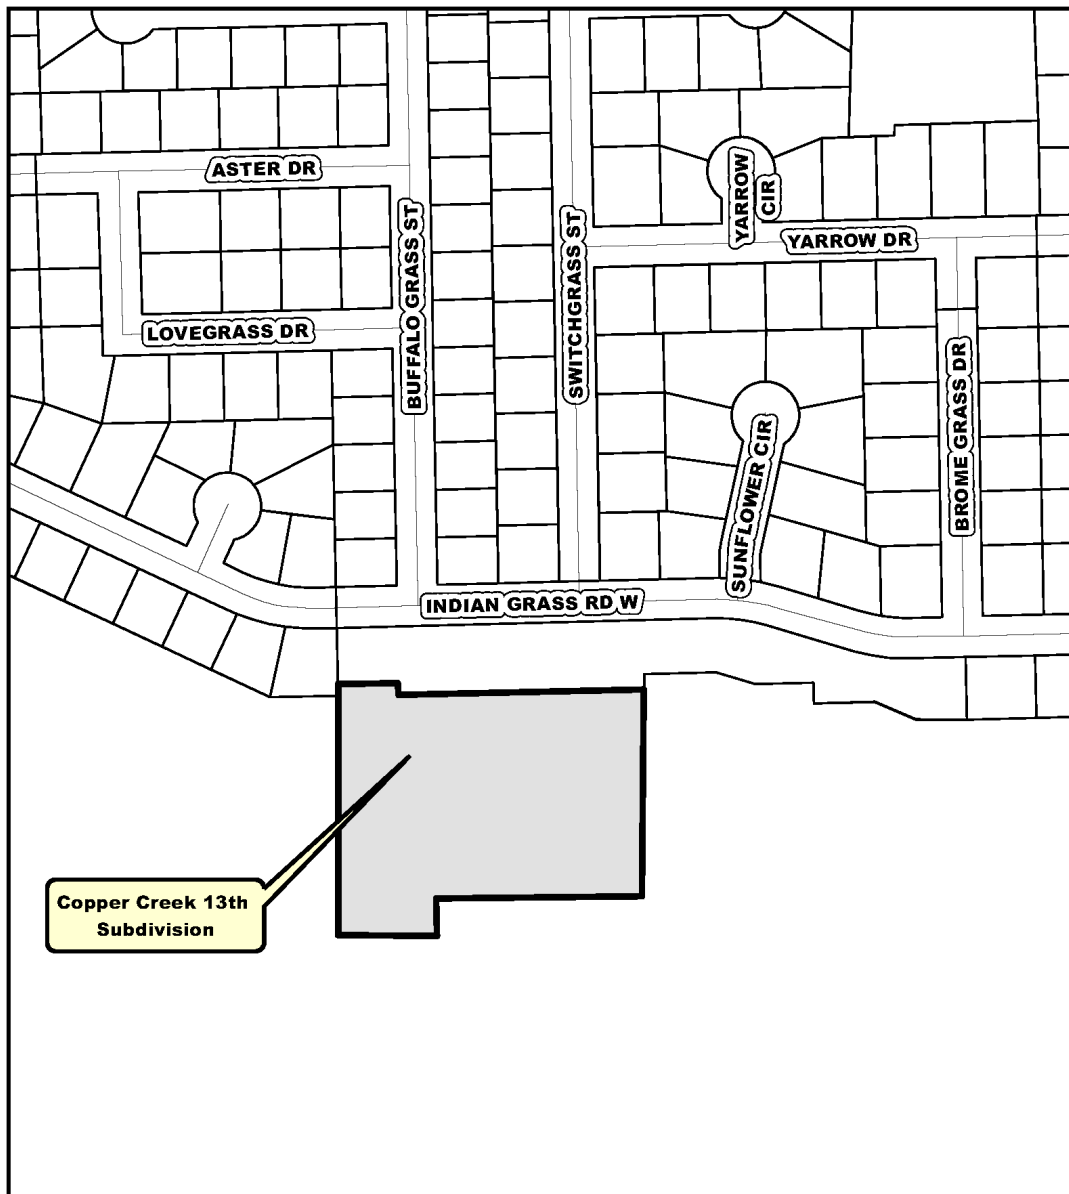 ASTER DR
YARROW
CIR
YARROW DR
BUFFALO GRASS ST
SWITCHGRASS ST
LOVEGRASS DR
BROME GRASS DR
SUNFLOWER CIR
INDIAN GRASS RD W
Copper Creek 13th
Subdivision